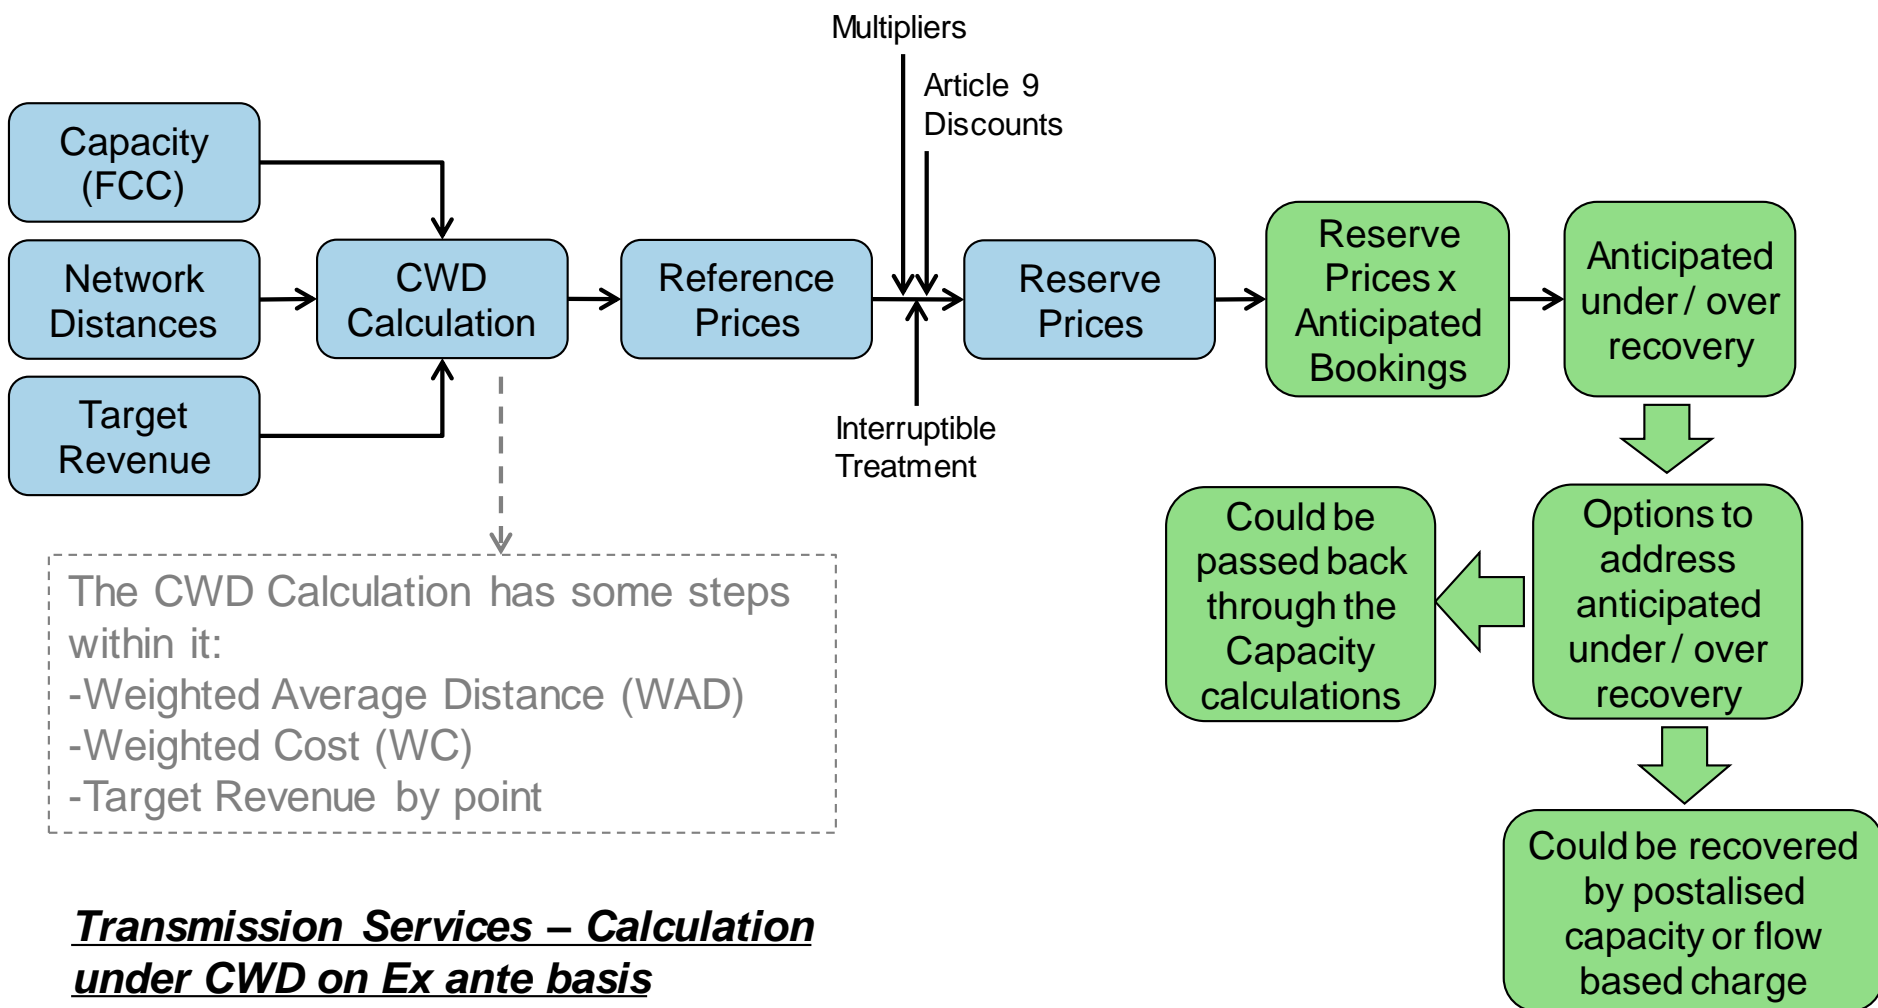 Multipliers
Article 9
Discounts
Capacity
(FCC)
Network
Distances
Target
Revenue
CWD
Calculation
Reference
Prices
Interruptible
Treatment
Reserve
Prices
Reserve
Prices x
Anticipated
Bookings
Anticipated
under / over
recovery
Options to
address
anticipated
under / over
recovery
Could be
passed back
through the
Capacity
calculations
Could be recovered
by postalised
capacity or flow
based charge
The CWD Calculation has some steps
within it:
-Weighted Average Distance (WAD)
-Weighted Cost (WC)
-Target Revenue by point
Transmission Services – Calculation
under CWD on Ex ante basis